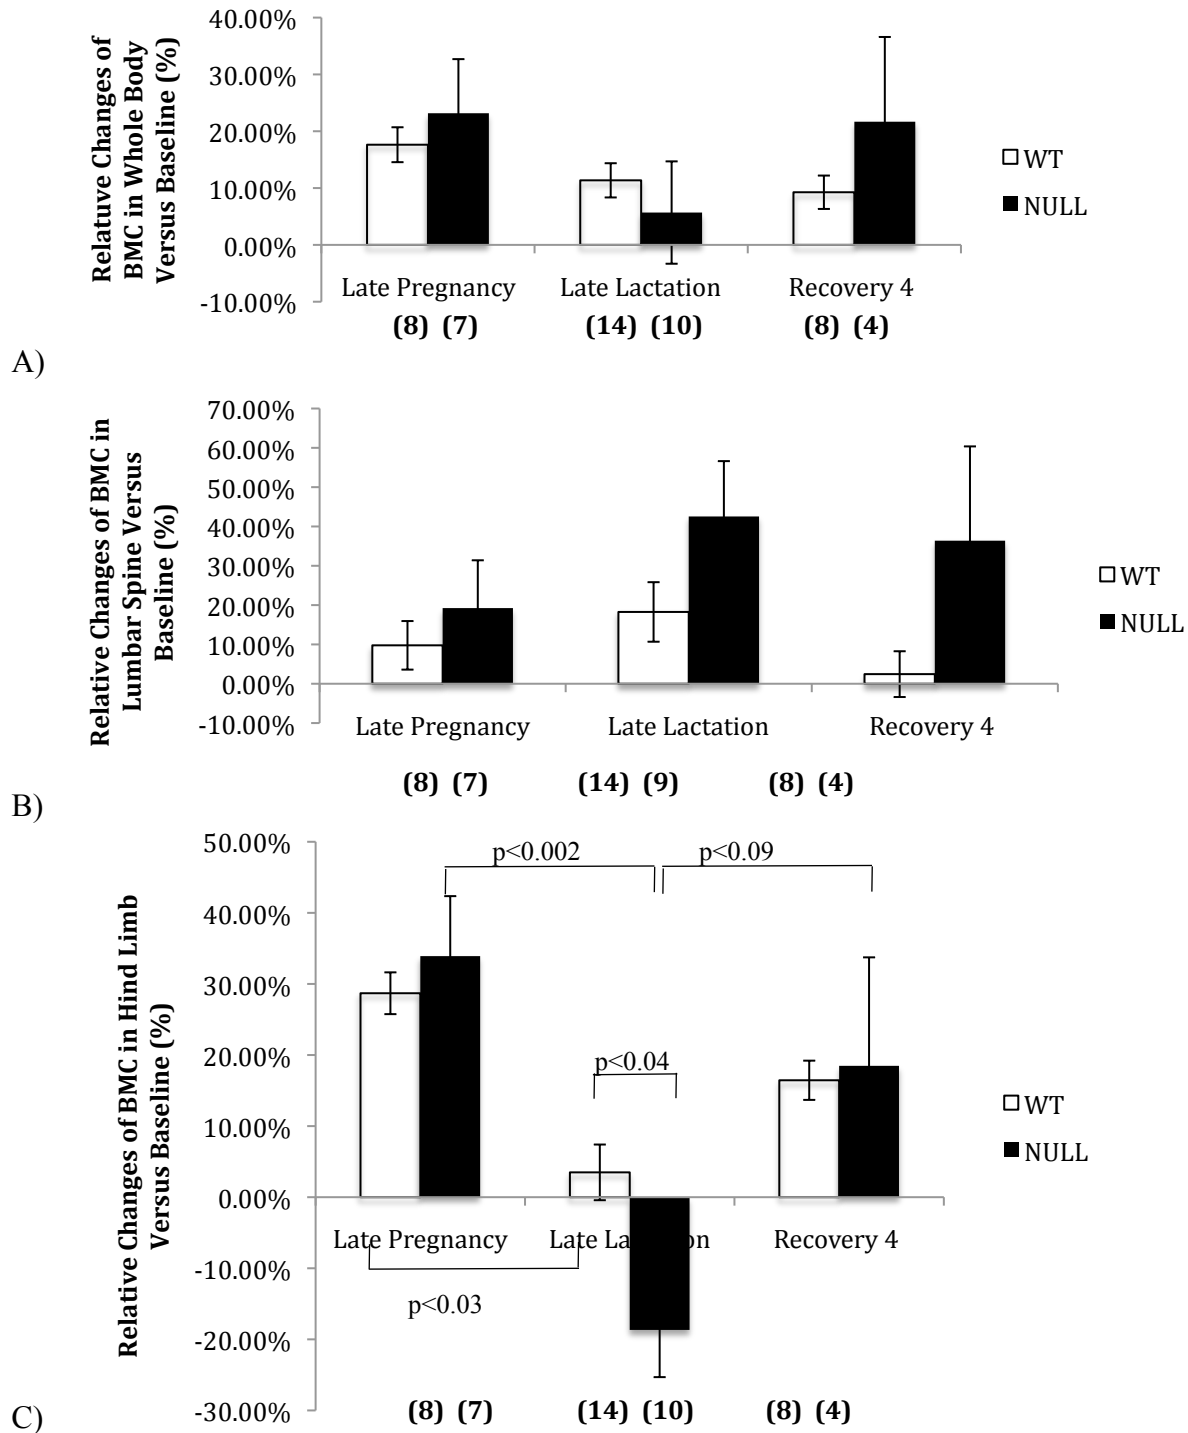 Relatuve Changes of
BMC in Whole Body
Versus Baseline (%)
40.00%
30.00%
20.00%
10.00%
0.00%
-10.00%
WT
NULL
Late Pregnancy Late Lactation Recovery 4
(8) (7) (14) (10) (8) (4)
A)
Relative Changes of BMC in
Lumbar Spine Versus
Baseline (%)
70.00%
60.00%
50.00%
40.00%
30.00%
20.00%
10.00%
0.00%
-10.00%
WT
NULL
Late Pregnancy Late Lactation Recovery 4
(8) (7) (14) (9) (8) (4)
B)
Relative Changes of BMC in Hind Limb
Versus Baseline (%)
50.00%
40.00%
30.00%
20.00%
10.00%
0.00%
-10.00%
-20.00%
-30.00%
p<0.002 p<0.09
p<0.04
WT
NULL
Late Pregnancy Late La on Recovery 4
p<0.03
(8) (7) (14) (10) (8) (4)
C)